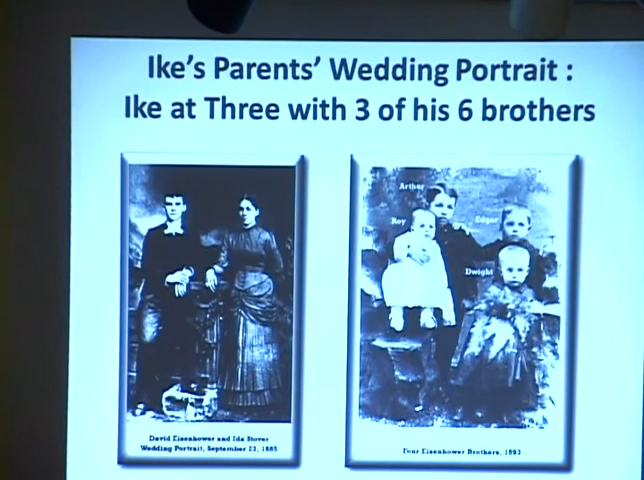 Ike's Parents' Wedding Portrait :
Ike at Three with 3 of his 6 brothers
Arthur
Roy
Edgar
Dwight
David Eisenhower and Ida Stover
Wedding Portrait, September 23, 1885
Four Eisenhower Brothers, 1893